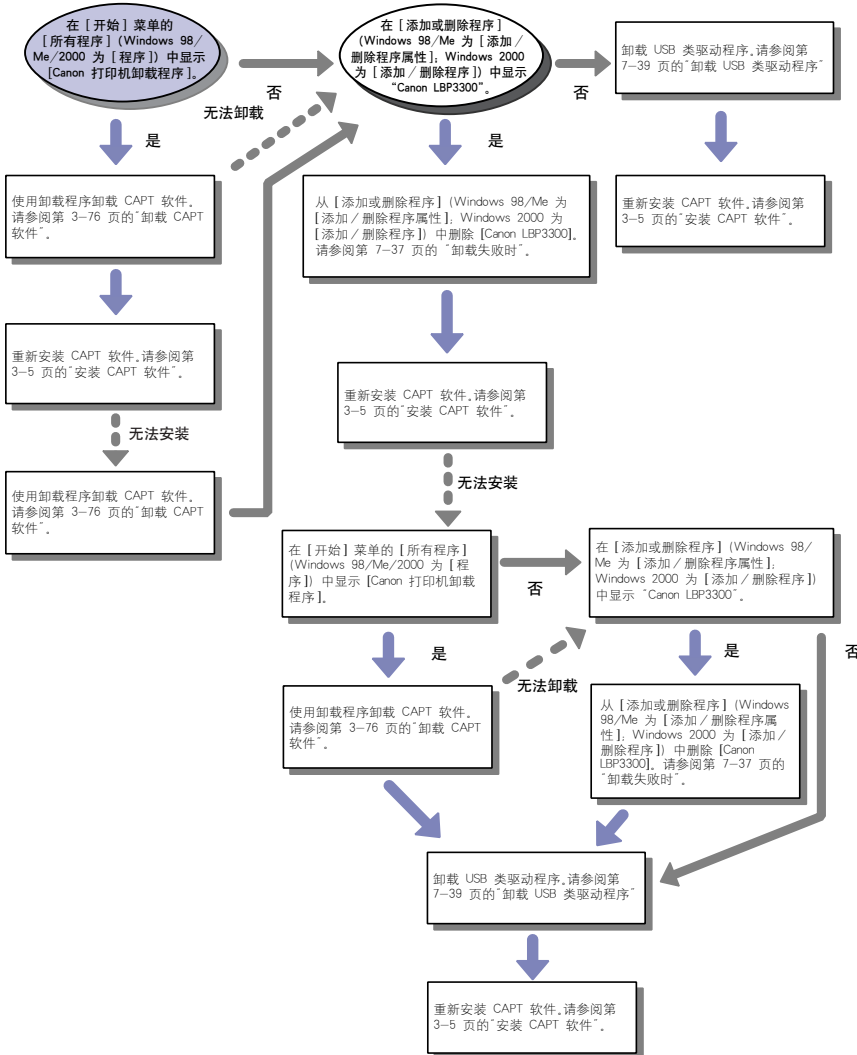 在 [ 开始 ] 菜单的
[ 所有程序 ] (Windows 98/
Me/2000 为 [ 程序 ]) 中显示
[Canon 打印机卸载程序 ]。
否
无法卸载
是
使用卸载程序卸载 CAPT 软件。
请参阅第 3-76 页的“卸载 CAPT
软件”。
重新安装 CAPT 软件。请参阅第
3-5 页的“安装 CAPT 软件”。
无法安装
使用卸载程序卸载 CAPT 软件。
请参阅第 3-76 页的“卸载 CAPT
软件”。
在 [ 添加或删除程序 ]
(Windows 98/Me 为 [ 添加 /
删除程序属性 ]; Windows 2000
为 [ 添加 / 删除程序 ]) 中显示
“Canon LBP3300”。
否
是
从 [ 添加或删除程序 ] (Windows 98/Me 为
[ 添加 / 删除程序属性 ]; Windows 2000 为
[ 添加 / 删除程序 ]) 中删除 [Canon LBP3300]。
请参阅第 7-37 页的 “卸载失败时”。
重新安装 CAPT 软件。请参阅第
3-5 页的“安装 CAPT 软件”。
无法安装
卸载 USB 类驱动程序。请参阅第
7-39 页的“卸载 USB 类驱动程序”
重新安装 CAPT 软件。请参阅第
3-5 页的“安装 CAPT 软件”。
在 [ 开始 ] 菜单的 [ 所有程序 ]
(Windows 98/Me/2000 为 [ 程
序 ]) 中显示 [Canon 打印机卸载
程序 ]。
否
是
无法卸载
使用卸载程序卸载 CAPT 软件。
请参阅第 3-76 页的“卸载 CAPT
软件”。
在 [ 添加或删除程序 ] (Windows 98/
Me 为 [ 添加 / 删除程序属性 ];
Windows 2000 为 [ 添加 / 删除程序 ])
中显示 “Canon LBP3300”。
是
否
从 [ 添加或删除程序 ] (Windows
98/Me 为 [ 添加 / 删除程序属
性 ]; Windows 2000 为 [ 添加 /
删除程序 ]) 中删除 [Canon
LBP3300]。请参阅第 7-37 页的
“卸载失败时”。
卸载 USB 类驱动程序。请参阅第
7-39 页的“卸载 USB 类驱动程序”
重新安装 CAPT 软件。请参阅第
3-5 页的“安装 CAPT 软件”。